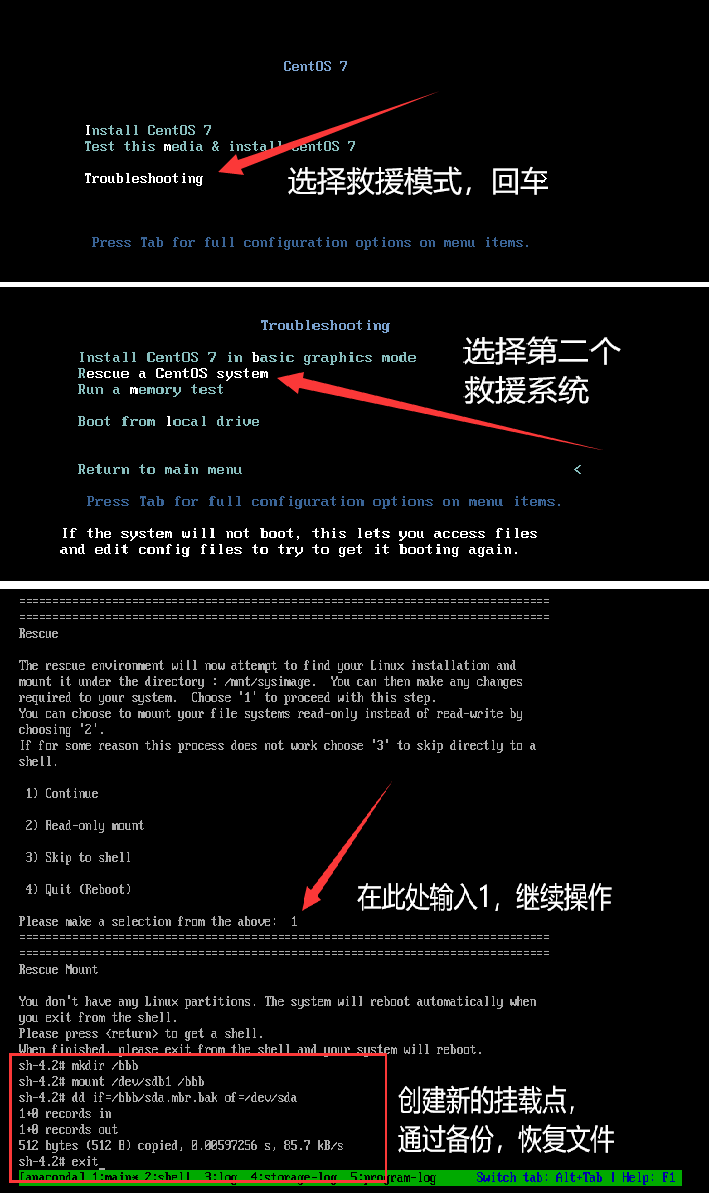 CentOS 7
Install CentOS 7
Test this media & install CentOS 7
Troubleshooting
选择救援模式，回车
Press Tab for full configuration options on menu items.
Troubleshooting
Install CentOS 7 in basic graphics mode
Rescue a CentOS system
Run a memory test
选择第二个
救援系统
Boot from local drive
Return to main menu <
Press Tab for full configuration options on menu items.
If the system will not boot, this lets you access files
and edit config files to try to get it booting again.
================================================================================
================================================================================
Rescue
The rescue environment will now attempt to find your Linux installation and
mount it under the directory : /mnt/sysimage.  You can then make any changes
required to your system.  Choose '1' to proceed with this step.
You can choose to mount your file systems read-only instead of read-write by
choosing '2'.
If for some reason this process does not work choose '3' to skip directly to a
shell.
1) Continue
2) Read-only mount
3) Skip to shell
4) Quit (Reboot)
在此处输入1，继续操作
Please make a selection from the above:  1
================================================================================
================================================================================
Rescue Mount
You don't have any Linux partitions. The system will reboot automatically when
you exit from the shell.
Please press <return> to get a shell.
When finished, please exit from the shell and your system will reboot.
sh-4.2# mkdir /bbb
sh-4.2# mount /dev/sdb1 /bbb
sh-4.2# dd if=/bbb/sda.mbr.bak of=/dev/sda
1+0 records in
1+0 records out
512 bytes (512 B) copied, 0.00597256 s, 85.7 kB/s
sh-4.2# exit_
创建新的挂载点，
通过备份，恢复文件
[anaconda] 1:main* 2:shell  3:log  4:storage-log  5:program-log Switch tab: Alt+Tab | Help: F1